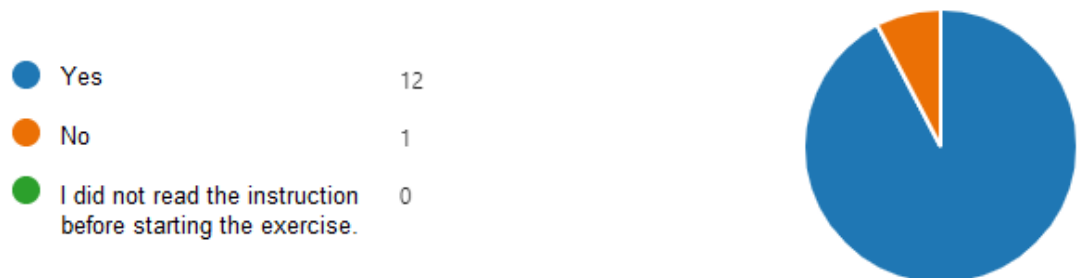 Yes 12
No 1
I did not read the instruction 0
before starting the exercise.